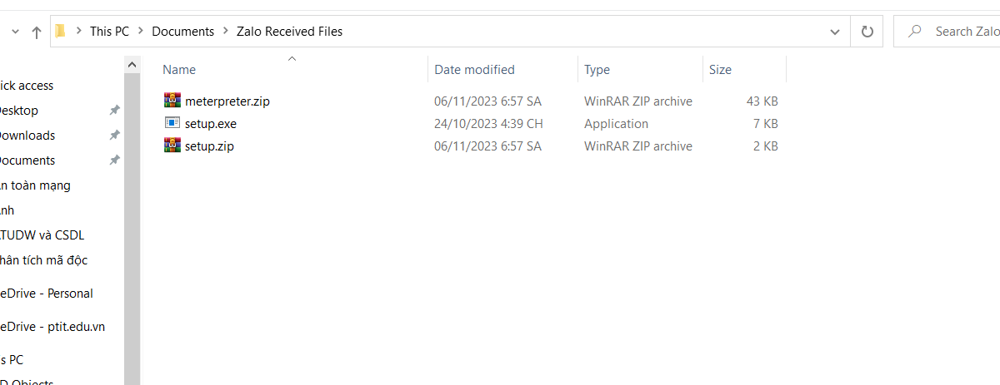 This PC > Documents > Zalo Received Files
Search Zalo
Name Date modified Type Size
ick access
esktop
ownloads
ocuments
n toàn mạng
nh
TUDW và CSDL
hân tích mã độc
eDrive - Personal
eDrive - ptit.edu.vn
s PC
D Objects
meterpreter.zip 06/11/2023 6:57 SA WinRAR ZIP archive 43 KB
setup.exe 24/10/2023 4:39 CH Application 7 KB
setup.zip 06/11/2023 6:57 SA WinRAR ZIP archive 2 KB